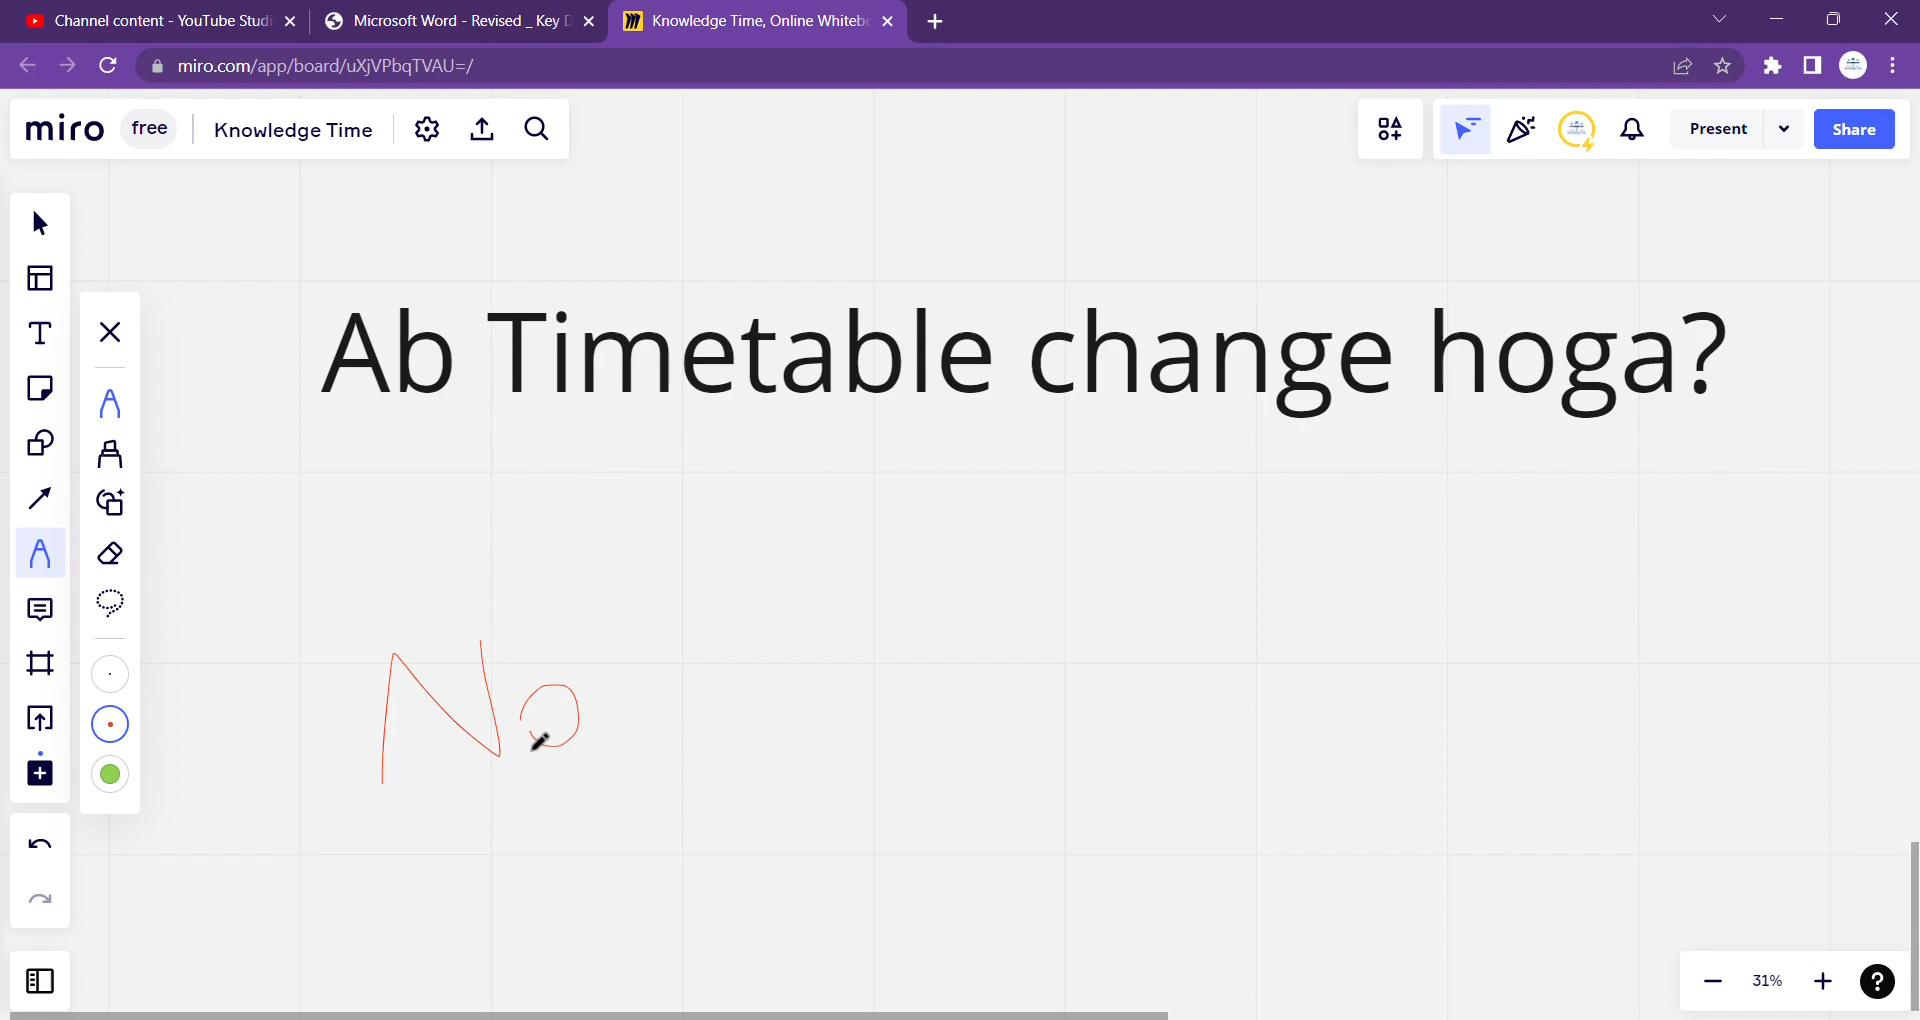 Channel content - YouTube Studi
Microsoft Word - Revised _ Key D
Knowledge Time, Online Whitebo
miro.com/app/board/uXjVPbqTVAU=/
miro free Knowledge Time
Present Share
Ab Timetable change hoga?
No
31%